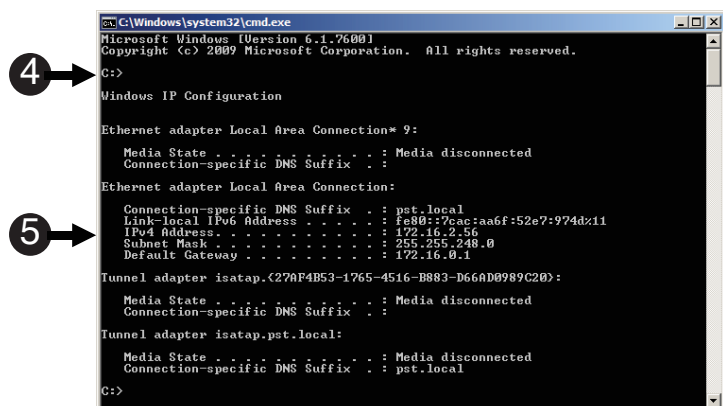 C:\Windows\system32\cmd.exe
Microsoft Windows [Version 6.1.7600]
Copyright (c) 2009 Microsoft Corporation.  All rights reserved.
4
C:>
Windows IP Configuration
Ethernet adapter Local Area Connection* 9:
Media State . . . . . . . . . . . : Media disconnected
Connection-specific DNS Suffix  . :
Ethernet adapter Local Area Connection:
Connection-specific DNS Suffix  . : pst.local
Link-local IPv6 Address . . . . . : fe80::7cac:aa6f:52e7:974d%11
5
IPv4 Address. . . . . . . . . . . : 172.16.2.56
Subnet Mask . . . . . . . . . . . : 255.255.248.0
Default Gateway . . . . . . . . . : 172.16.0.1
Tunnel adapter isatap.{27AF4B53-1765-4516-B883-D66AD0989C20}:
Media State . . . . . . . . . . . : Media disconnected
Connection-specific DNS Suffix  . :
Tunnel adapter isatap.pst.local:
Media State . . . . . . . . . . . : Media disconnected
Connection-specific DNS Suffix  . : pst.local
C:>